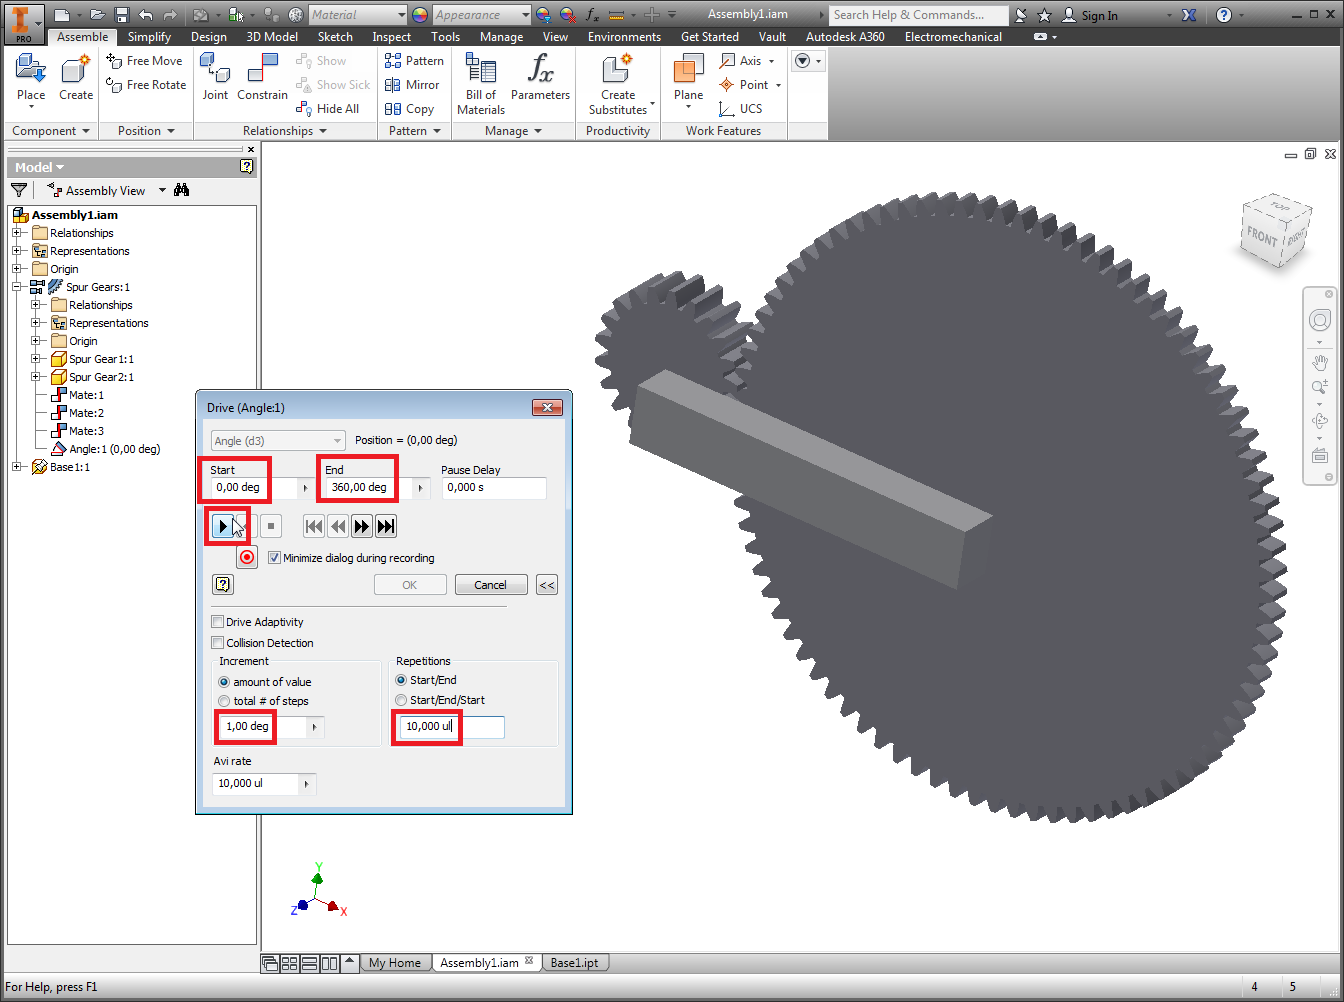 PRO
Material
Appearance
Assembly1.iam
Search Help & Commands...
Sign In
Assemble Simplify Design 3D Model Sketch Inspect Tools Manage View Environments Get Started Vault Autodesk A360 Electromechanical
Place
Create
Component
Free Move
Free Rotate
Position
Joint
Constrain
Show
Show Sick
Hide All
Relationships
Pattern
Mirror
Copy
Pattern
Bill of
Materials
Parameters
Manage
Create
Substitutes
Productivity
Plane
Axis
Point
UCS
Work Features
Model
Assembly View
Assembly1.iam
Relationships
Representations
Origin
Spur Gears:1
Relationships
Representations
Origin
Spur Gear1:1
Spur Gear2:1
Mate:1
Mate:2
Mate:3
Angle:1 (0,00 deg)
Base1:1
Drive (Angle:1)
Angle (d3)
Position = (0,00 deg)
Start
End
Pause Delay
0,00 deg
360,00 deg
0,000 s
Minimize dialog during recording
OK
Cancel
<<
Drive Adaptivity
Collision Detection
Increment
amount of value
total # of steps
1,00 deg
Repetitions
Start/End
Start/End/Start
10,000 ul
Avi rate
10,000 ul
TOP
FRONT
RIGHT
Y
Z
X
My Home
Assembly1.iam
Base1.ipt
For Help, press F1
4
5